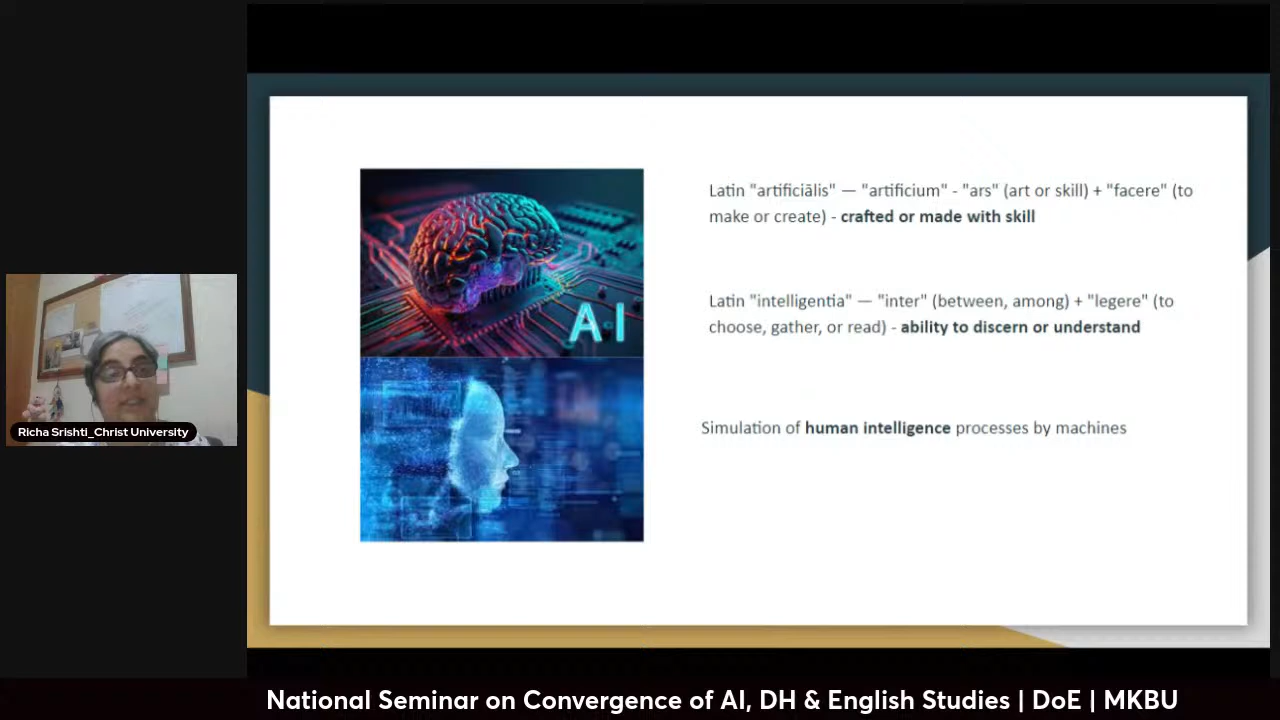 Latin "artificiālis" — "artificium" - "ars" (art or skill) + "facere" (to
make or create) - crafted or made with skill
Latin "intelligentia" — "inter" (between, among) + "legere" (to
choose, gather, or read) - ability to discern or understand
AI
Simulation of human intelligence processes by machines
Richa Srishti_Christ University
National Seminar on Convergence of AI, DH & English Studies | DoE | MKBU